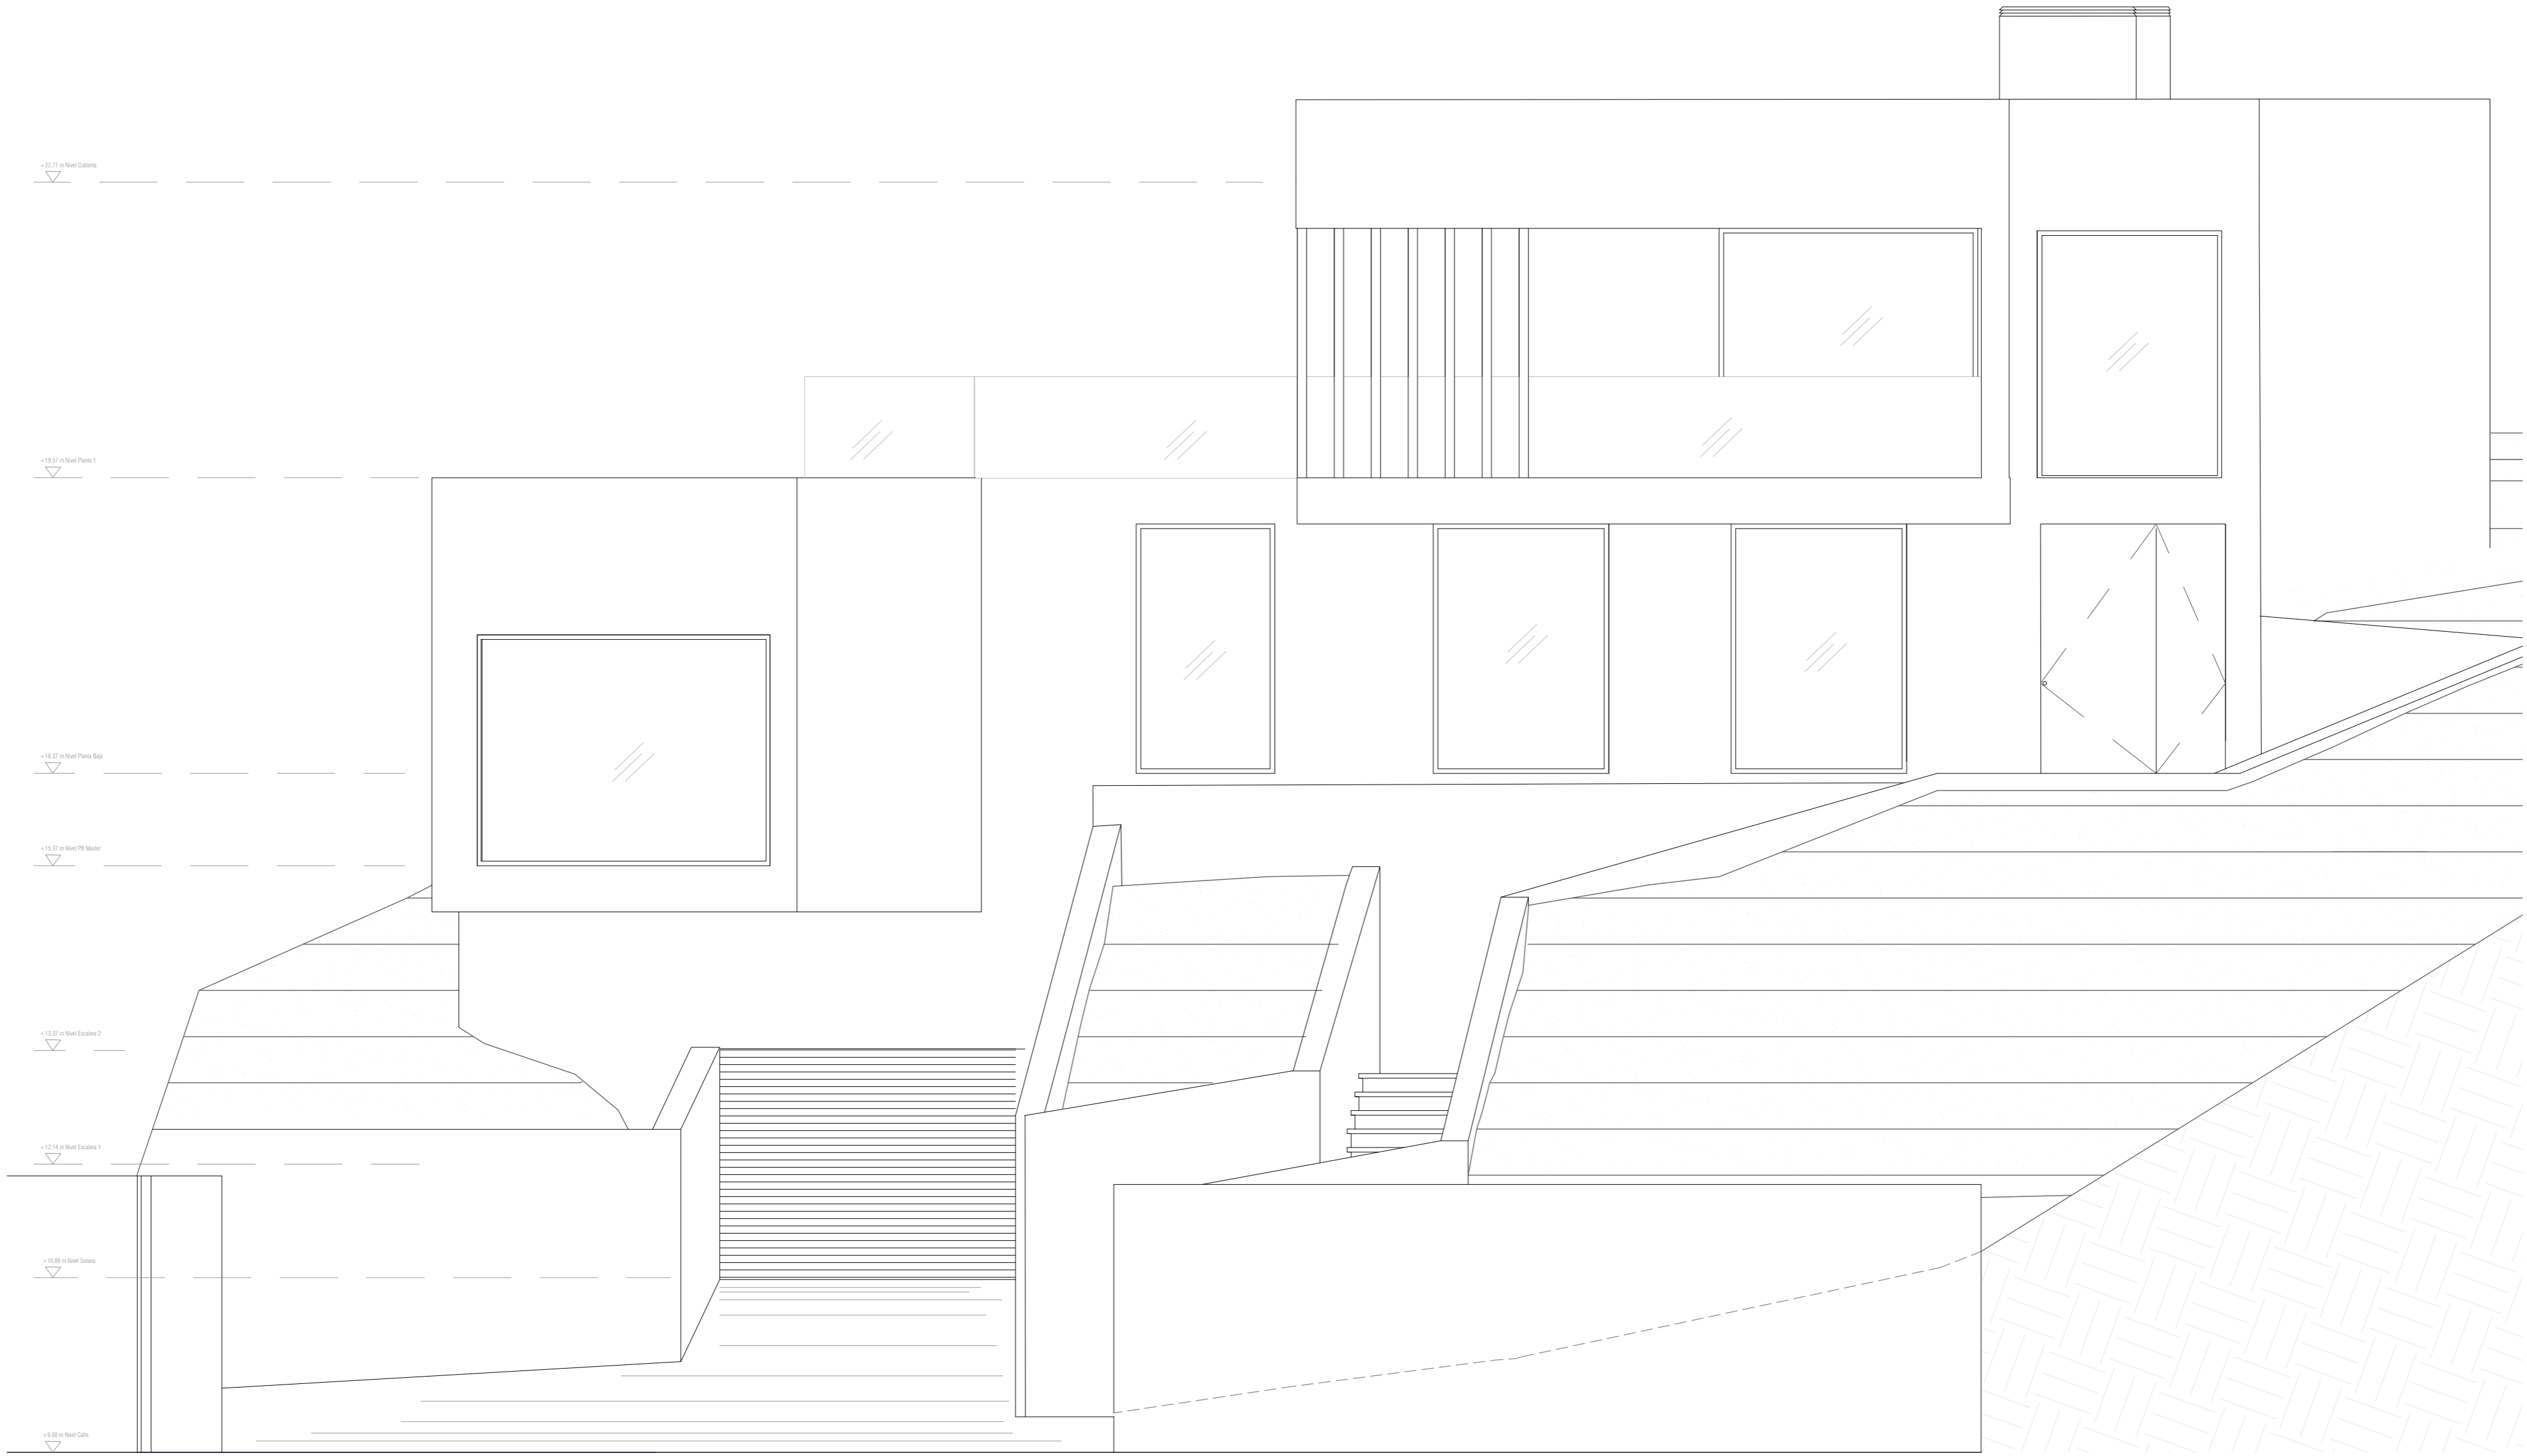 +22.77 m Nivel Cubierta
+19.57 m Nivel Planta 1
+16.37 m Nivel Planta Baja
+15.37 m Nivel PB Master
+13.37 m Nivel Escalera 2
+12.14 m Nivel Escalera 1
+10.89 m Nivel Sotano
+9.00 m Nivel Calle